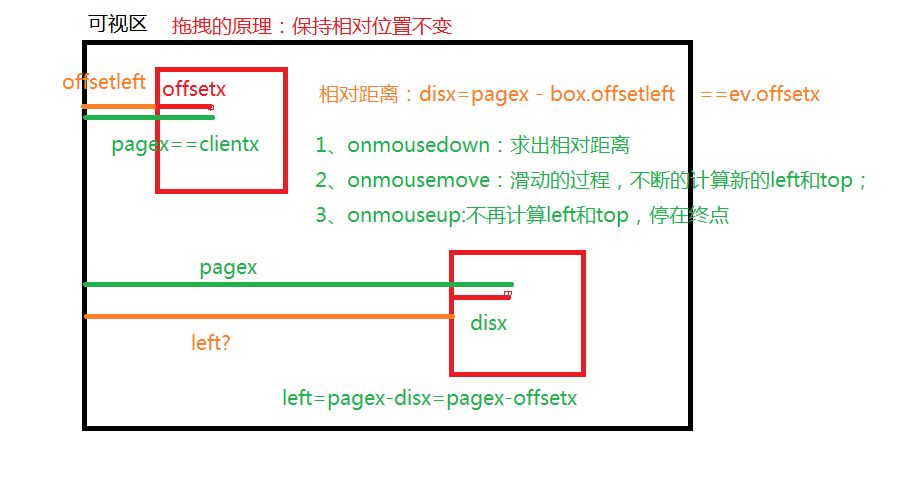 可视区 拖拽的原理：保持相对位置不变
offsetleft offsetx 相对距离：disx=pagex - box.offsetleft ==ev.offsetx
pagex==clientx
1、onmousedown：求出相对距离
2、onmousemove：滑动的过程，不断的计算新的left和top；
3、onmouseup:不再计算left和top，停在终点
pagex
disx
left?
left=pagex-disx=pagex-offsetx